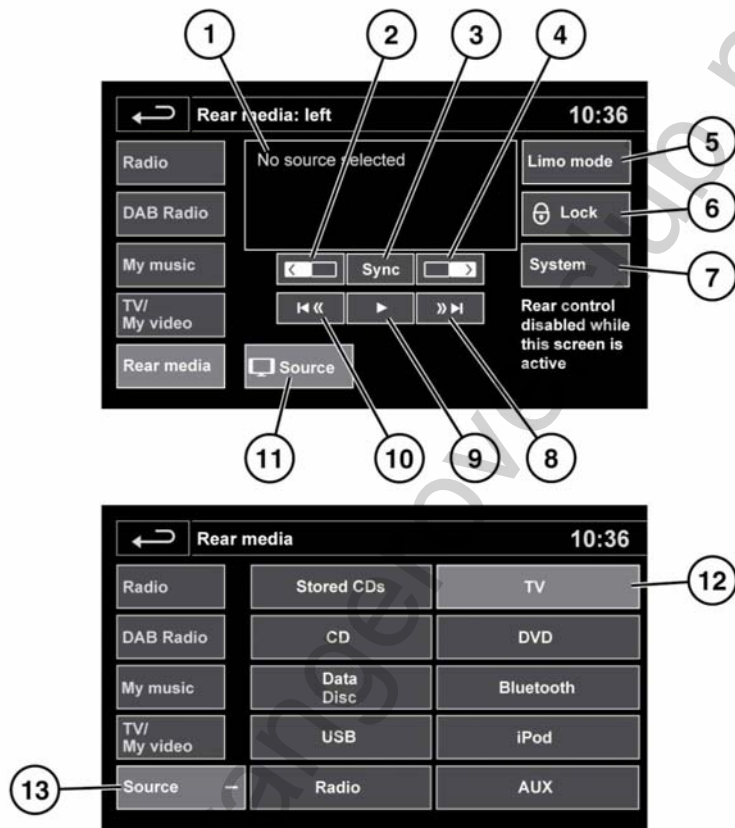 1 2 3 4
Rear media: left 10:36
Radio
No source selected
Limo mode
5
DAB Radio
Lock
6
My music
Sync
System
7
TV/
My video
Rear control
disabled while
this screen is
active
Rear media
Source
11 10 9 8
Rear media 10:36
Radio
Stored CDs
TV
12
DAB Radio
CD
DVD
My music
Data
Disc
Bluetooth
TV/
My video
USB
iPod
13
Source
Radio
AUX